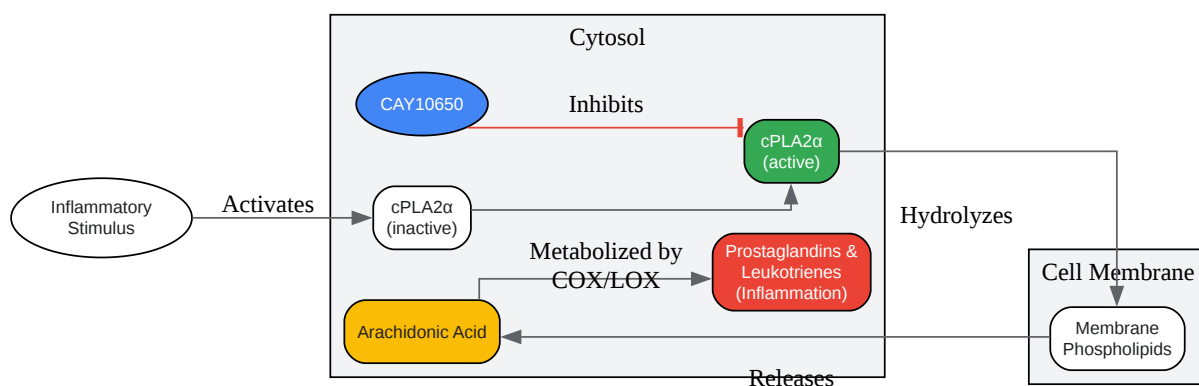 Cytosol
CAY10650
Inhibits
cPLA2α
(active)
Inflammatory
Stimulus
Activates
cPLA2α
(inactive)
Hydrolyzes
Metabolized by
COX/LOX
Prostaglandins &
Leukotrienes
(Inflammation)
Cell Membrane
Arachidonic Acid
Membrane
Phospholipids
Releases